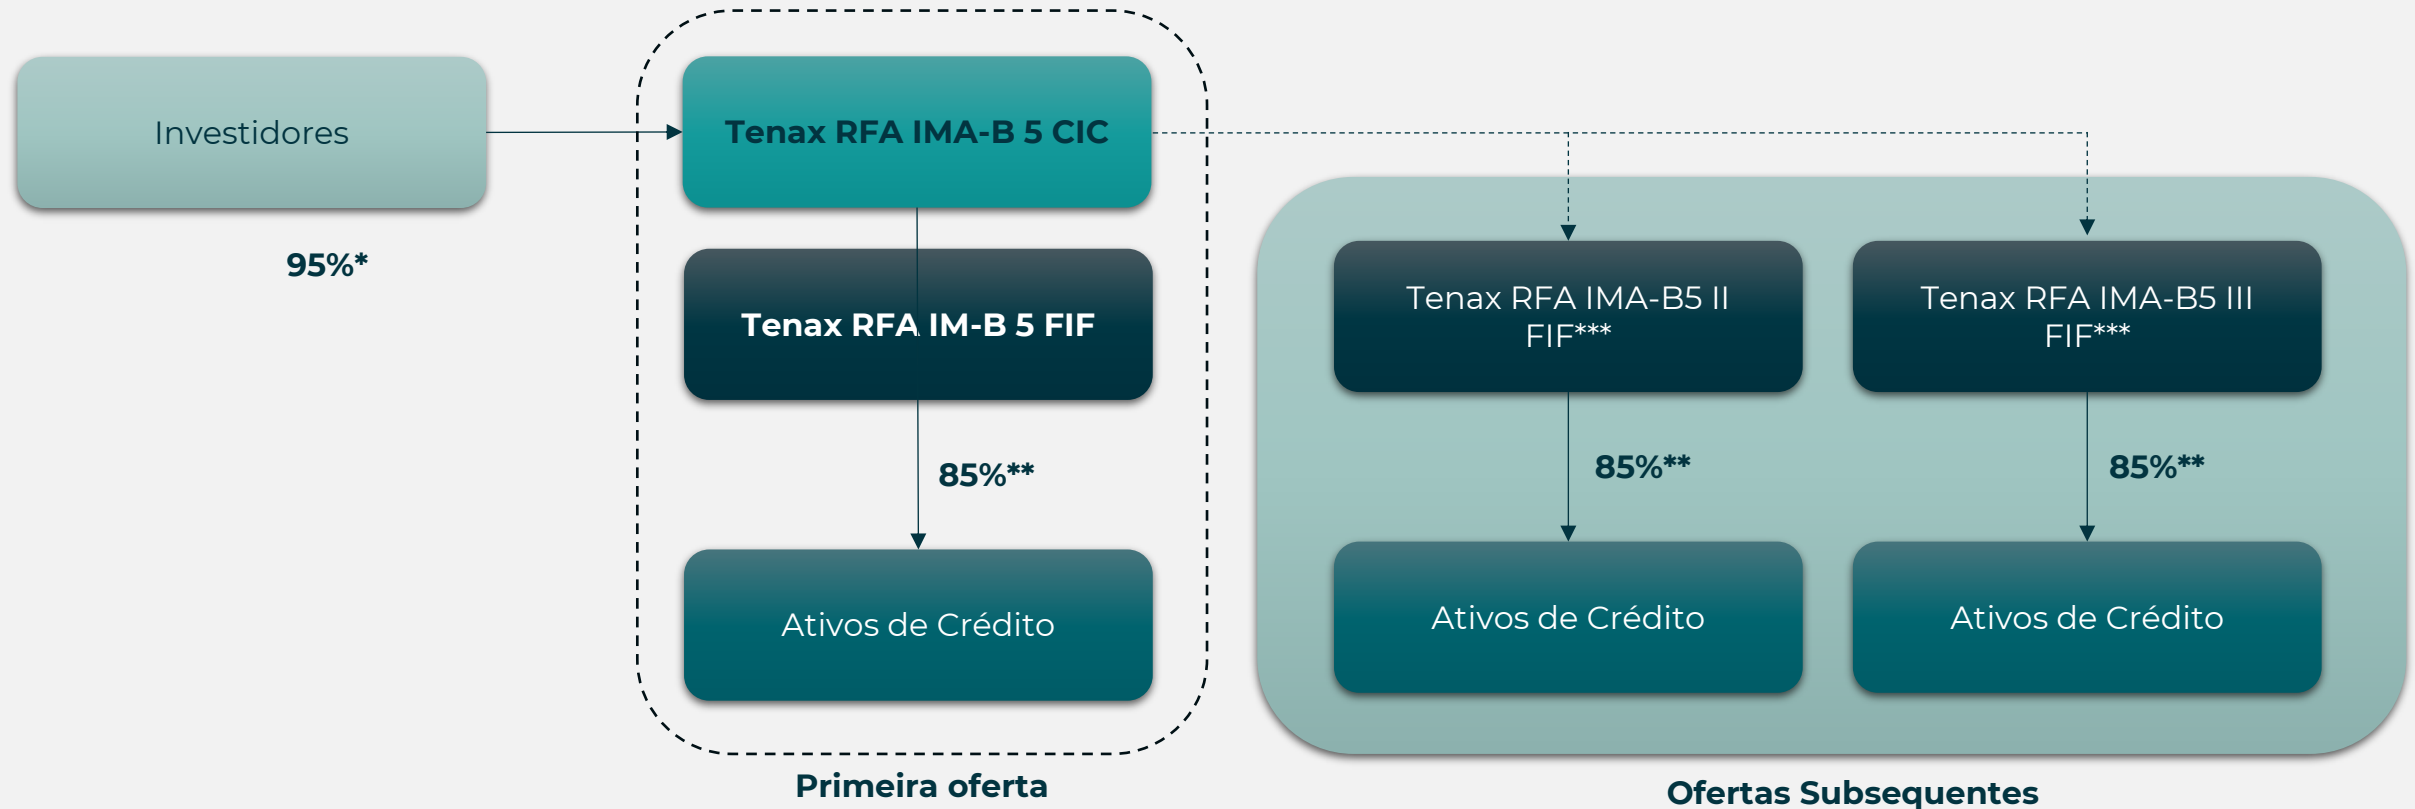 Investidores
95%*
Tenax RFA IMA-B 5 CIC
Tenax RFA IM-B 5 FIF
85%**
Ativos de Crédito
Primeira oferta
Tenax RFA IMA-B5 II
FIF***
85%**
Ativos de Crédito
Tenax RFA IMA-B5 III
FIF***
85%**
Ativos de Crédito
Ofertas Subsequentes